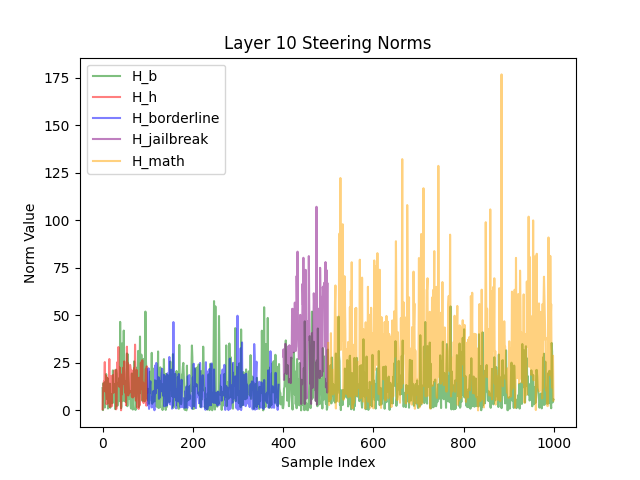 Layer 10 Steering Norms
H_b
H_h
H_borderline
H_jailbreak
H_math
Norm Value
175
150
125
100
75
50
25
0
0 200 400 600 800 1000
Sample Index